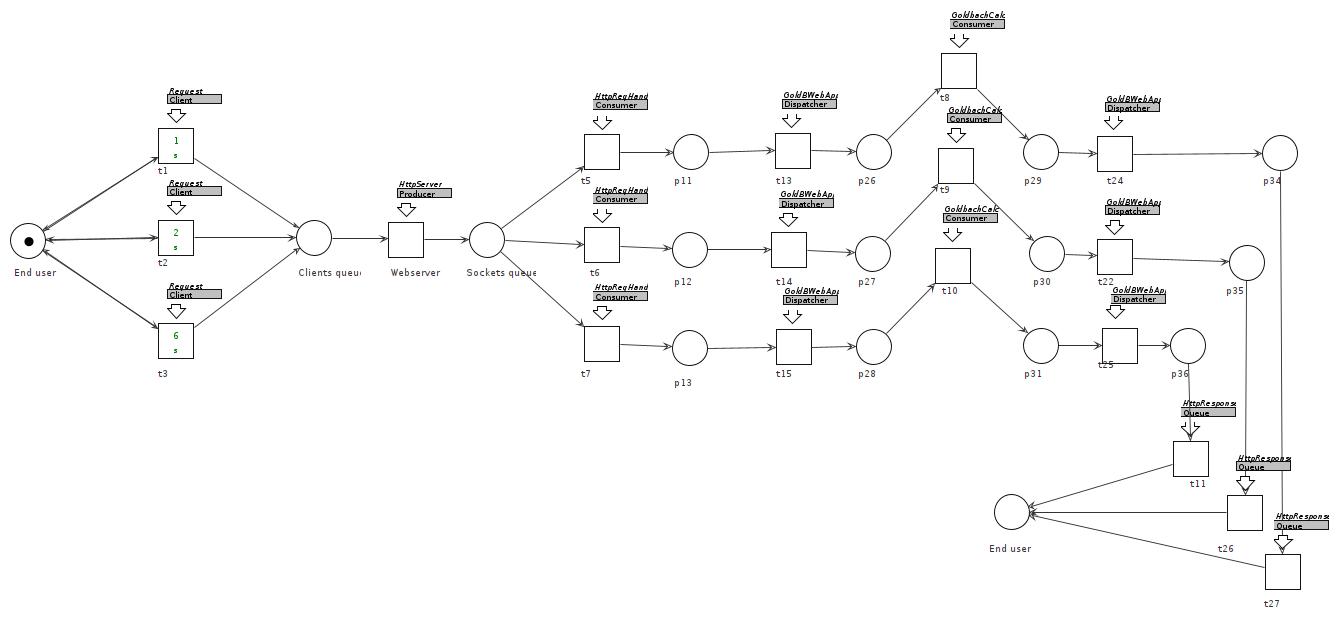 GoldbachCalc
Consumer
t8
Request
Client
1
s
t1
HttpReqHand
Consumer
t5
p11
GoldBWebAp
Dispatcher
t13
p26
GoldbachCalc
Consumer
t9
p29
GoldBWebAp
Dispatcher
t24
p34
Request
Client
2
s
t2
End user
Clients queu
HttpServer
Producer
Webserver
Sockets queue
HttpReqHand
Consumer
t6
p12
GoldBWebAp
Dispatcher
t14
p27
GoldbachCalc
Consumer
t10
p30
GoldBWebAp
Dispatcher
t22
p35
Request
Client
6
s
t3
HttpReqHand
Consumer
t7
p13
GoldBWebAp
Dispatcher
t15
p28
p31
GoldBWebAp
Dispatcher
t25
p36
HttpResponse
Queue
t11
HttpResponse
Queue
t26
HttpResponse
Queue
t27
End user